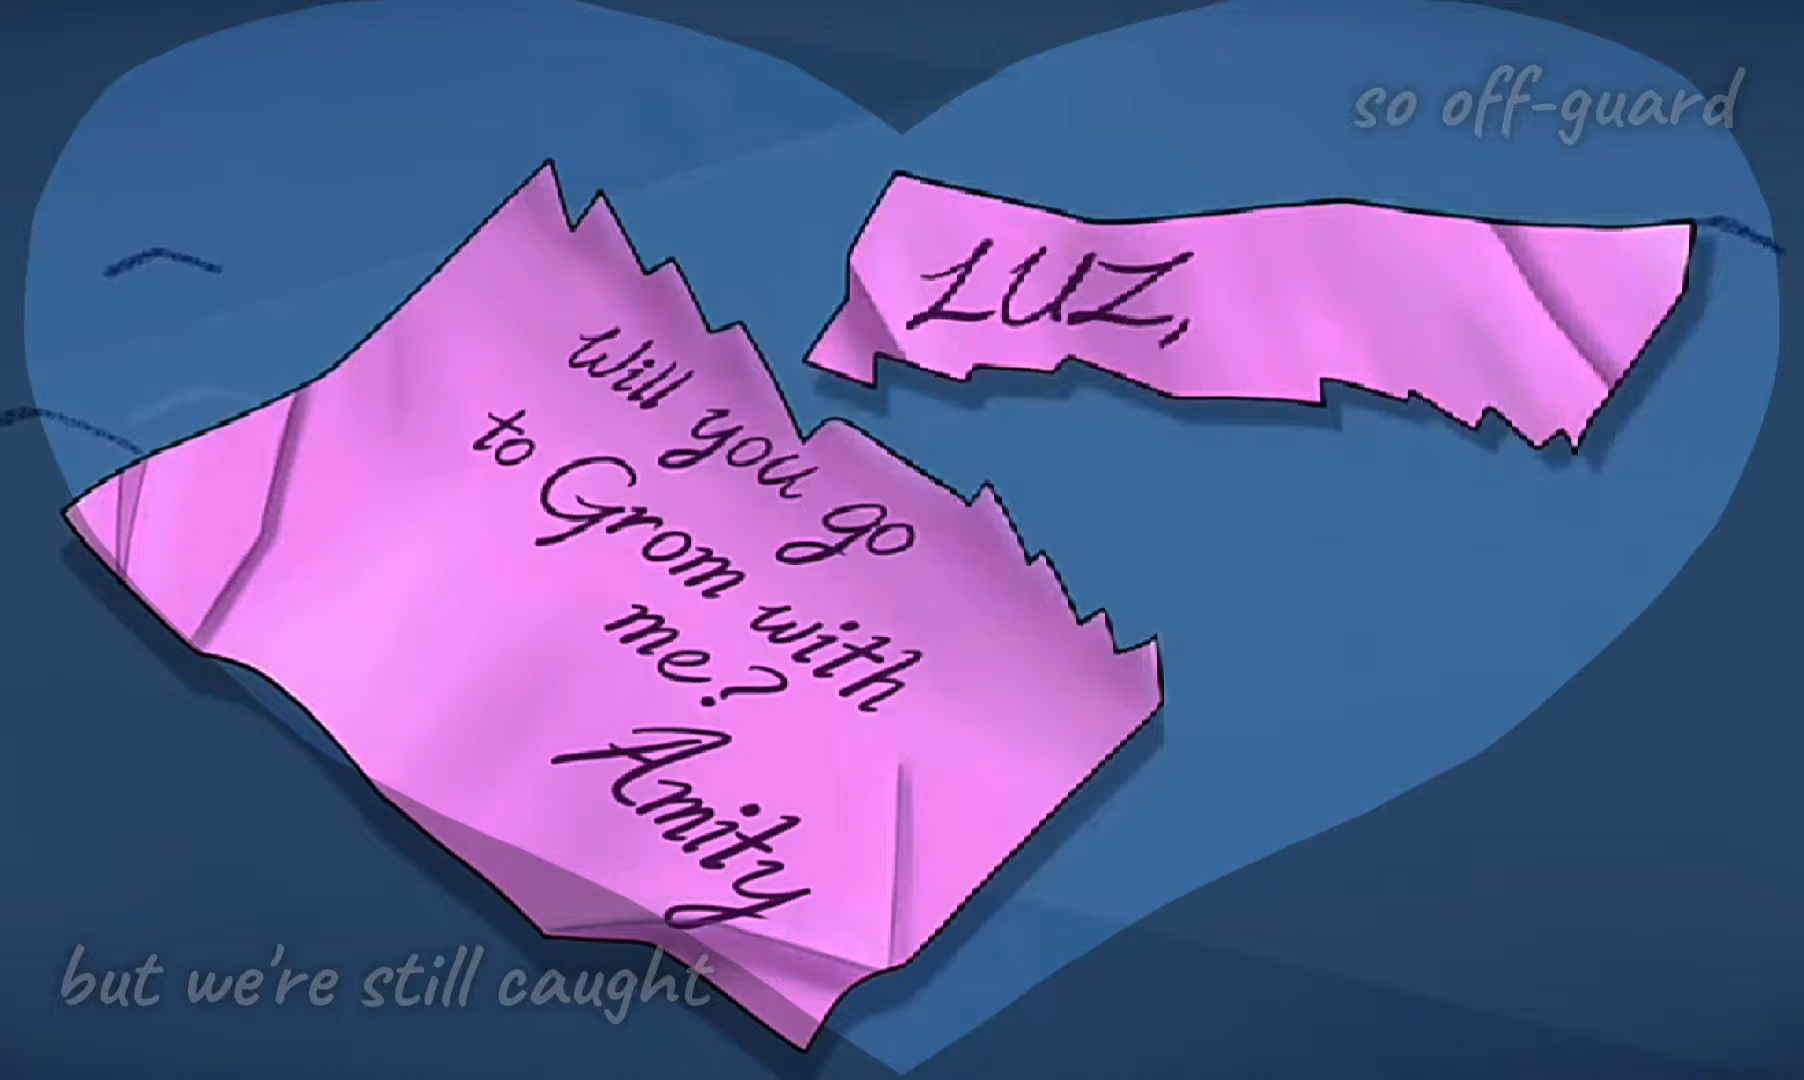 so off-guard
LUZ,
Will you go
to Grom with
me?
Amity
but we're still caught